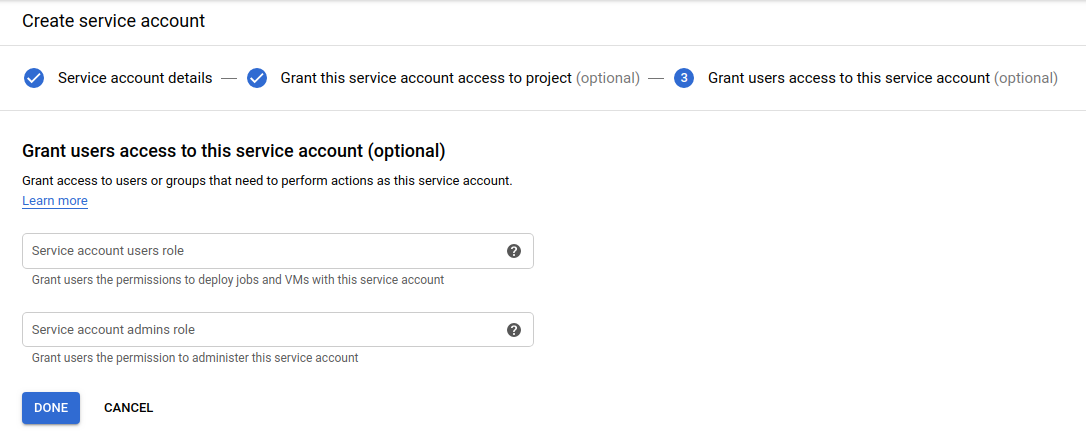 Create service account
Service account details — Grant this service account access to project (optional) — 3 Grant users access to this service account (optional)
Grant users access to this service account (optional)
Grant access to users or groups that need to perform actions as this service account.
Learn more
Service account users role ?
Grant users the permissions to deploy jobs and VMs with this service account
Service account admins role ?
Grant users the permission to administer this service account
DONE CANCEL